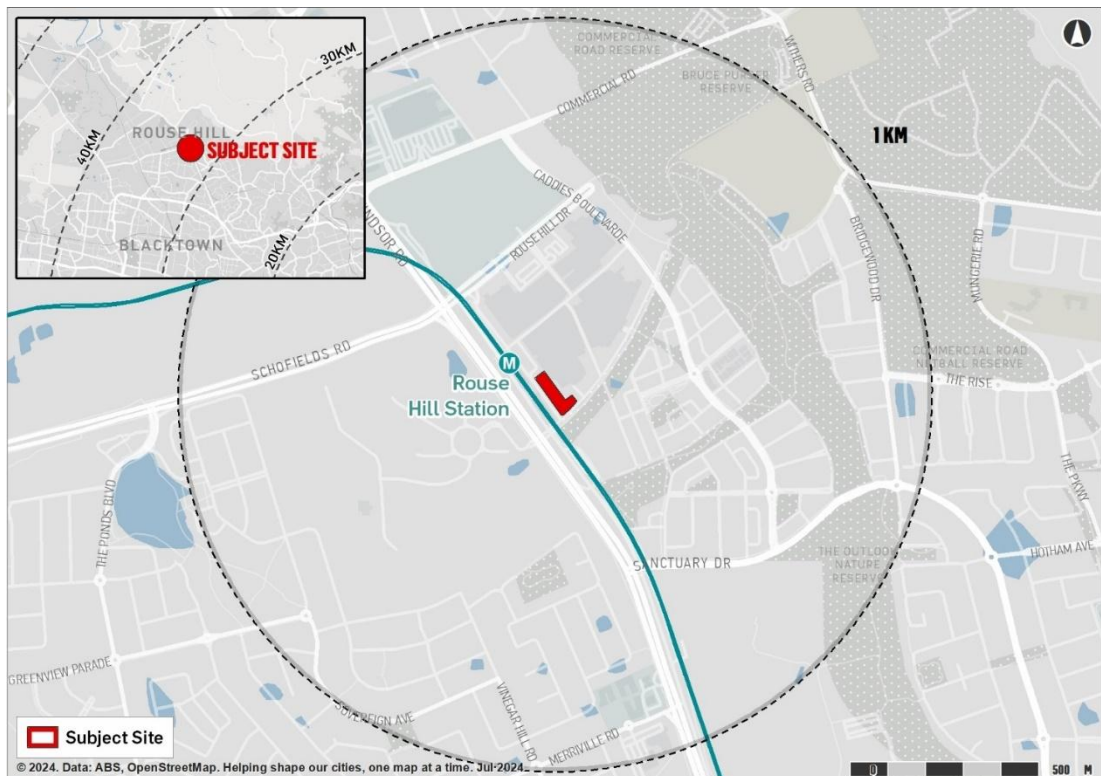 30KM
40KM
ROUSE HILL
SUBJECT SITE
BLACKTOWN
20KM
COMMERCIAL
ROAD RESERVE
BRUCE PURSER
RESERVE
WITHERS RD
COMMERCIAL RD
1 KM
CADDIES BOULEVARDE
ROUSE HILL DR
NDSOR RD
BRIDGEWOOD DR
MUNGERIE RD
SCHOFIELDS RD
M
Rouse
Hill Station
COMMERCIAL ROAD
NETBALL RESERVE
THE RISE
THE PKWY
THE PONDS BLVD
SANCTUARY DR
THE OUTLOOK
NATURE
RESERVE
HOTHAM AVE
GREENVIEW PARADE
SOVEREIGN AVE
VINEGAR HILL RD
MERRIVILLE RD
Subject Site
© 2024. Data: ABS, OpenStreetMap. Helping shape our cities, one map at a time. Jul 2024
0 500 M